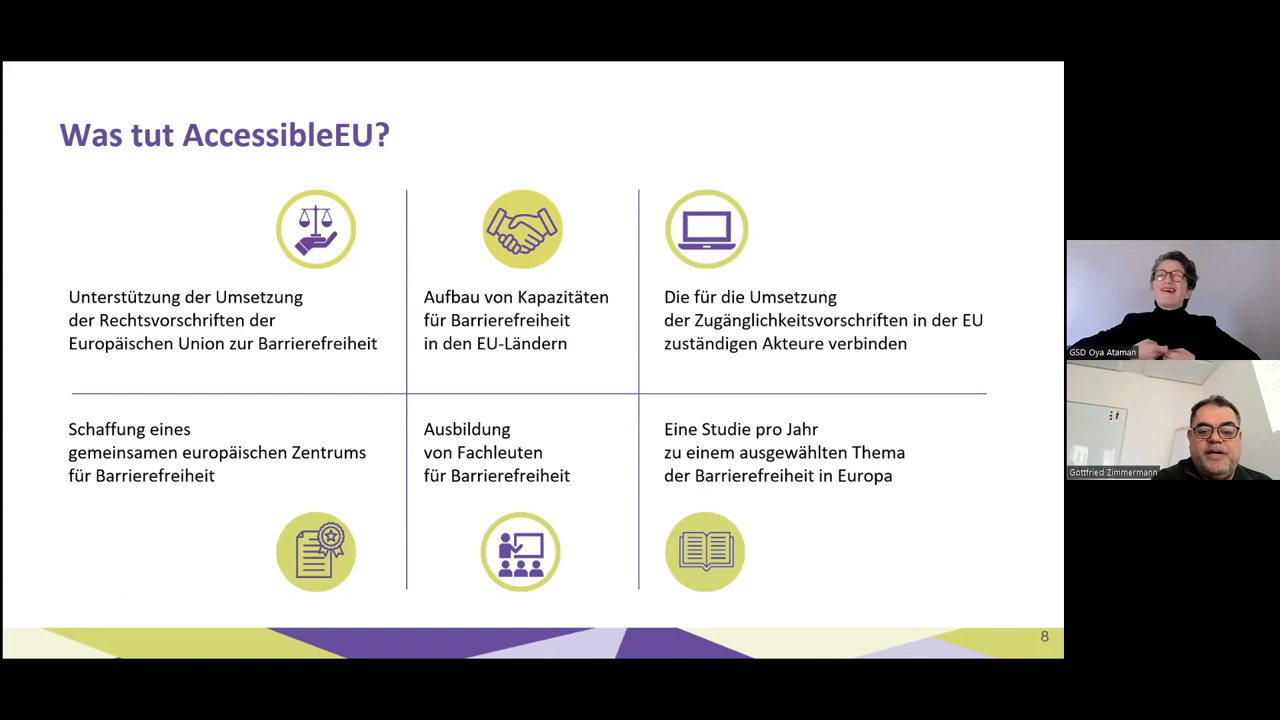 Was tut AccessibleEU?
Unterstützung der Umsetzung
der Rechtsvorschriften der
Europäischen Union zur Barrierefreiheit
Aufbau von Kapazitäten
für Barrierefreiheit
in den EU-Ländern
Die für die Umsetzung
der Zugänglichkeitsvorschriften in der EU
zuständigen Akteure verbinden
Schaffung eines
gemeinsamen europäischen Zentrums
für Barrierefreiheit
Ausbildung
von Fachleuten
für Barrierefreiheit
Eine Studie pro Jahr
zu einem ausgewählten Thema
der Barrierefreiheit in Europa
8
GSD Oya Ataman
Gottfried Zimmermann